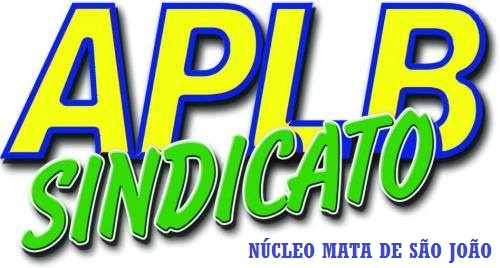 APLB
SINDICATO
NÚCLEO MATA DE SÃO JOÃO